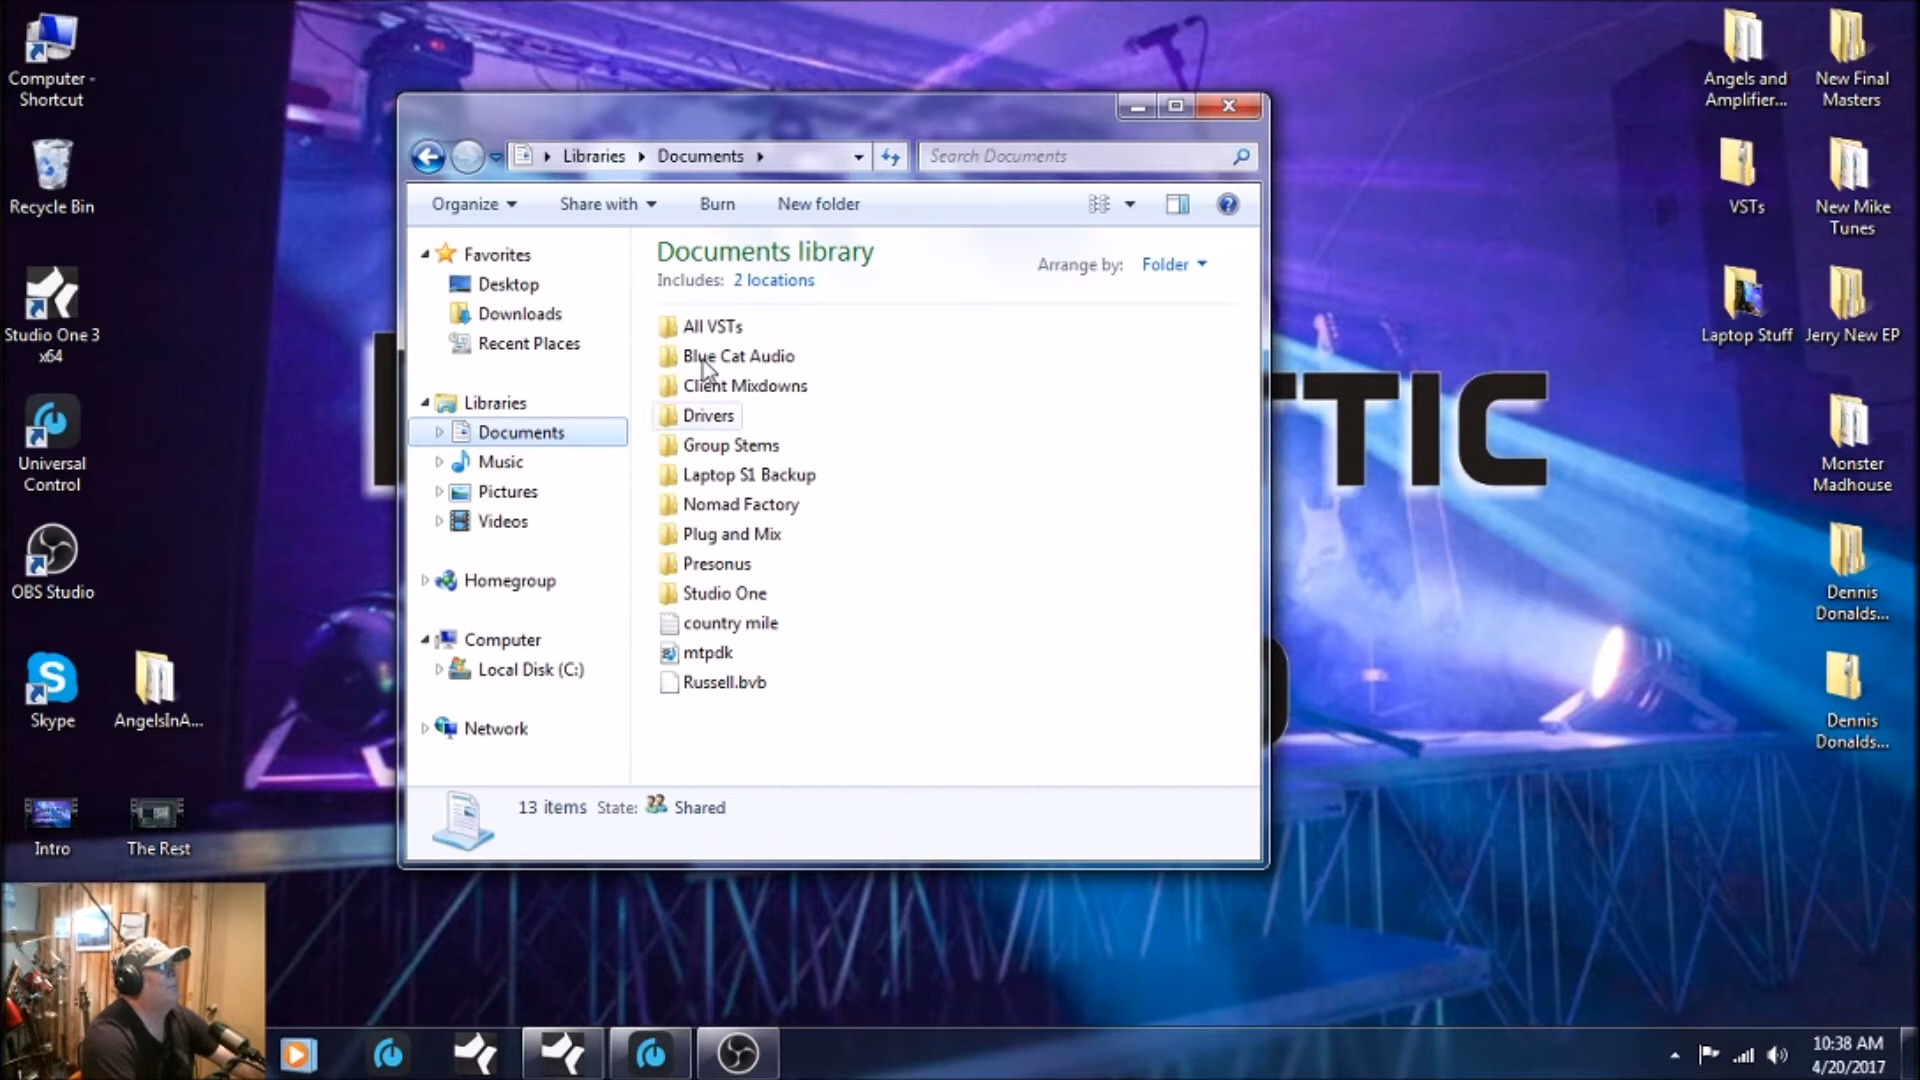 Computer -
Shortcut
Recycle Bin
Studio One 3
x64
Universal
Control
OBS Studio
Skype
AngelsInA...
Intro
The Rest
Libraries
Documents
Search Documents
Organize
Share with
Burn
New folder
Favorites
Desktop
Downloads
Recent Places
Libraries
Documents
Music
Pictures
Videos
Homegroup
Computer
Local Disk (C:)
Network
Documents library
Includes: 2 locations
Arrange by: Folder
All VSTs
Blue Cat Audio
Client Mixdowns
Drivers
Group Stems
Laptop S1 Backup
Nomad Factory
Plug and Mix
Presonus
Studio One
country mile
mtpdk
Russell.bvb
13 items State: Shared
TTIC
Angels and
Amplifier...
New Final
Masters
VSTs
New Mike
Tunes
Laptop Stuff
Jerry New EP
Monster
Madhouse
Dennis
Donalds...
Dennis
Donalds...
10:38 AM
4/20/2017